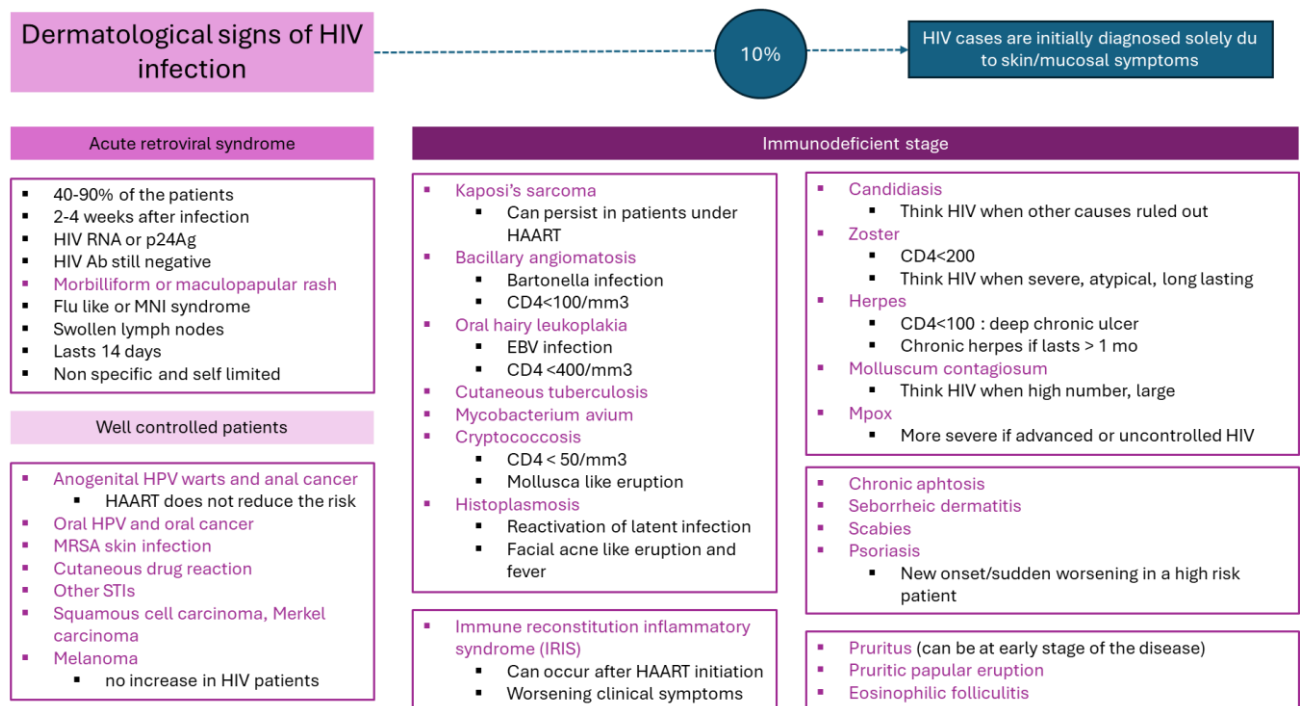 Dermatological signs of HIV
infection
10%
HIV cases are initially diagnosed solely du
to skin/mucosal symptoms
Acute retroviral syndrome
▪ 40-90% of the patients
▪ 2-4 weeks after infection
▪ HIV RNA or p24Ag
▪ HIV Ab still negative
▪ Morbilliform or maculopapular rash
▪ Flu like or MNI syndrome
▪ Swollen lymph nodes
▪ Lasts 14 days
▪ Non specific and self limited
Well controlled patients
▪ Anogenital HPV warts and anal cancer
▪ HAART does not reduce the risk
▪ Oral HPV and oral cancer
▪ MRSA skin infection
▪ Cutaneous drug reaction
▪ Other STIs
▪ Squamous cell carcinoma, Merkel
carcinoma
▪ Melanoma
▪ no increase in HIV patients
Immunodeficient stage
▪ Kaposi's sarcoma
▪ Can persist in patients under
HAART
▪ Bacillary angiomatosis
▪ Bartonella infection
▪ CD4<100/mm3
▪ Oral hairy leukoplakia
▪ EBV infection
▪ CD4 <400/mm3
▪ Cutaneous tuberculosis
▪ Mycobacterium avium
▪ Cryptococcosis
▪ CD4 < 50/mm3
▪ Mollusca like eruption
▪ Histoplasmosis
▪ Reactivation of latent infection
▪ Facial acne like eruption and
fever
▪ Immune reconstitution inflammatory
syndrome (IRIS)
▪ Can occur after HAART initiation
▪ Worsening clinical symptoms
▪ Candidiasis
▪ Think HIV when other causes ruled out
▪ Zoster
▪ CD4<200
▪ Think HIV when severe, atypical, long lasting
▪ Herpes
▪ CD4<100 : deep chronic ulcer
▪ Chronic herpes if lasts > 1 mo
▪ Molluscum contagiosum
▪ Think HIV when high number, large
▪ Mpox
▪ More severe if advanced or uncontrolled HIV
▪ Chronic aphtosis
▪ Seborrheic dermatitis
▪ Scabies
▪ Psoriasis
▪ New onset/sudden worsening in a high risk
patient
▪ Pruritus (can be at early stage of the disease)
▪ Pruritic papular eruption
▪ Eosinophilic folliculitis